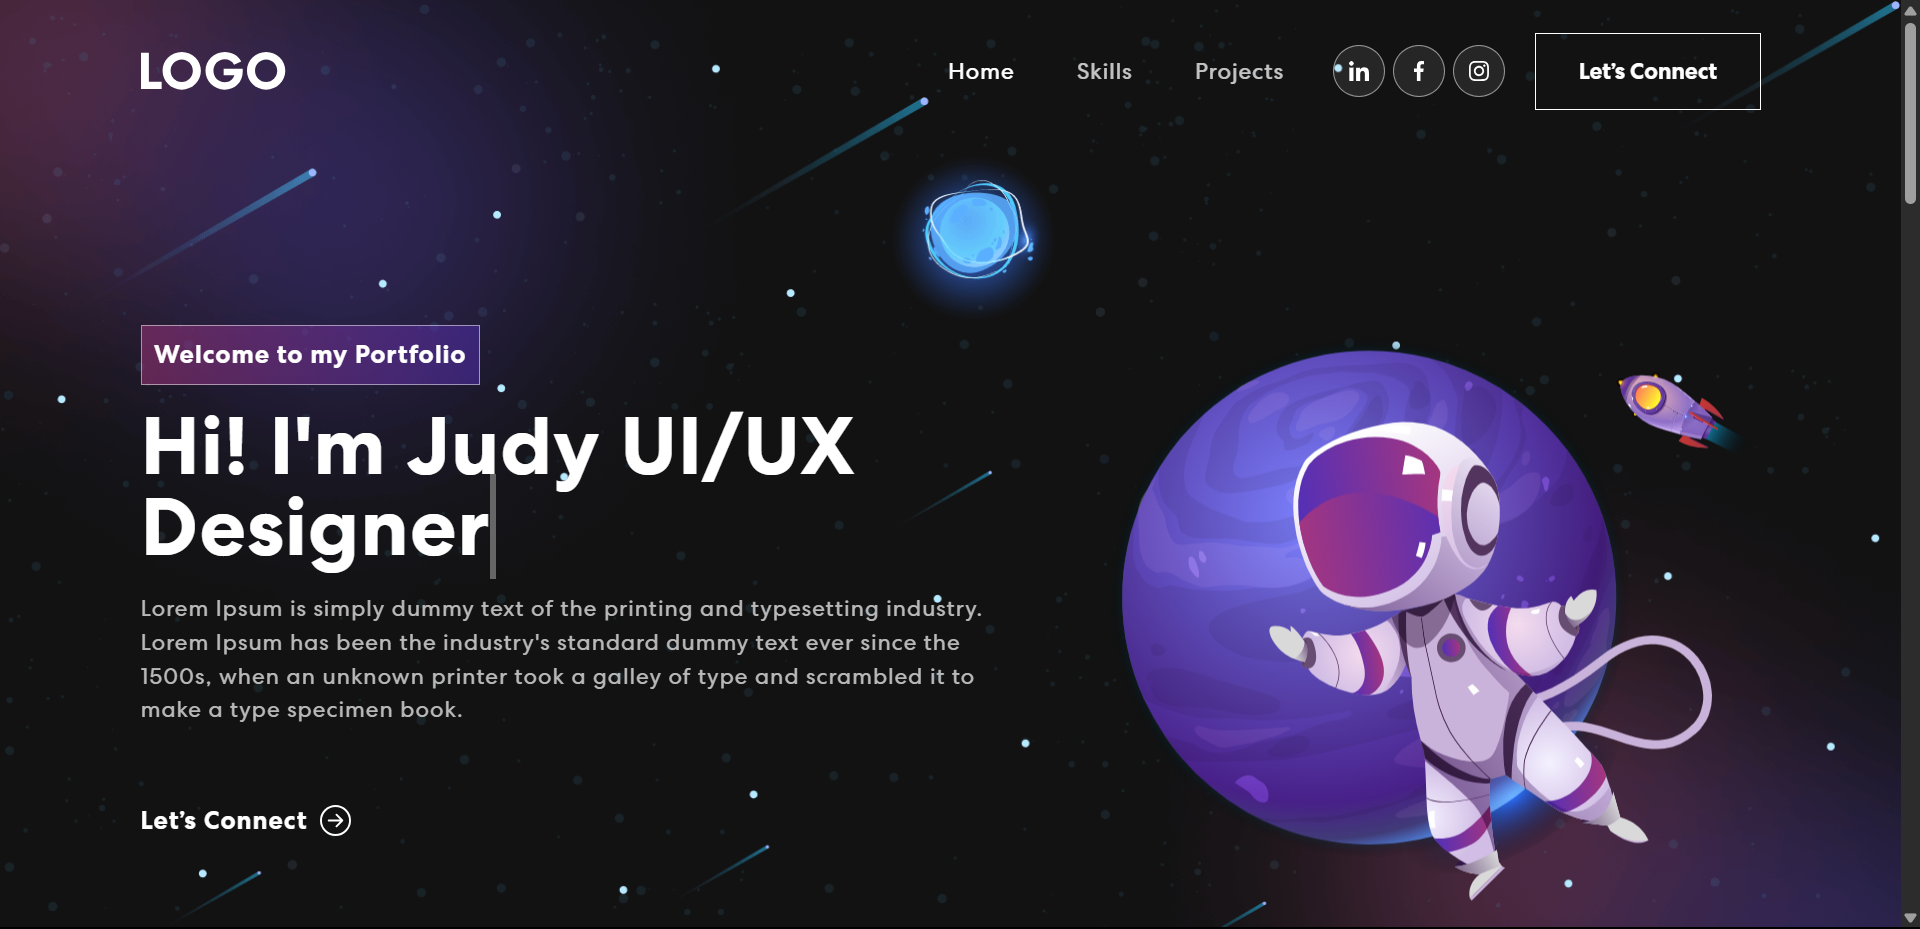 LOGO
Home
Skills
Projects
in
f
Let’s Connect
Welcome to my Portfolio
Hi! I'm Judy UI/UX
Designer
Lorem Ipsum is simply dummy text of the printing and typesetting industry.
Lorem Ipsum has been the industry's standard dummy text ever since the
1500s, when an unknown printer took a galley of type and scrambled it to
make a type specimen book.
Let’s Connect